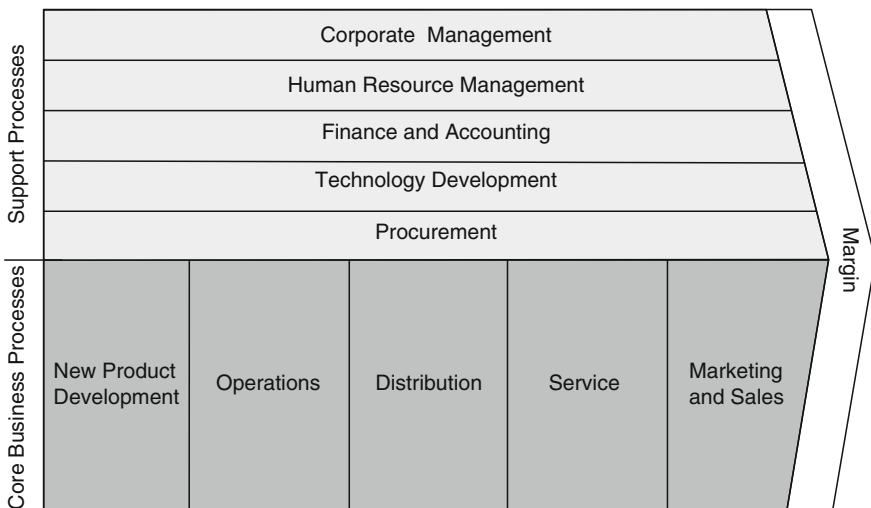 Support Processes
Corporate Management
Human Resource Management
Finance and Accounting
Technology Development
Procurement
Margin
Core Business Processes
New Product
Development
Operations
Distribution
Service
Marketing
and Sales